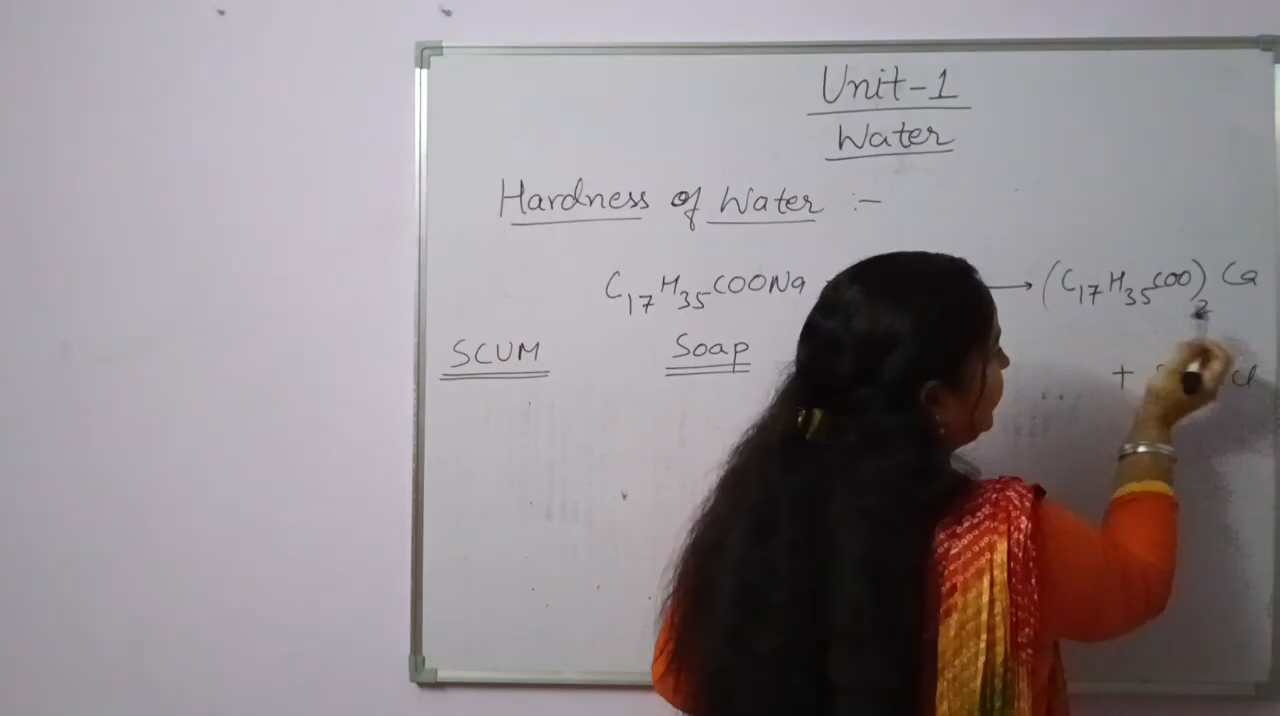 Unit-1
Water
Hardness of Water :-
C17H35COONa → (C17H35COO)2 Ca
SCUM Soap +